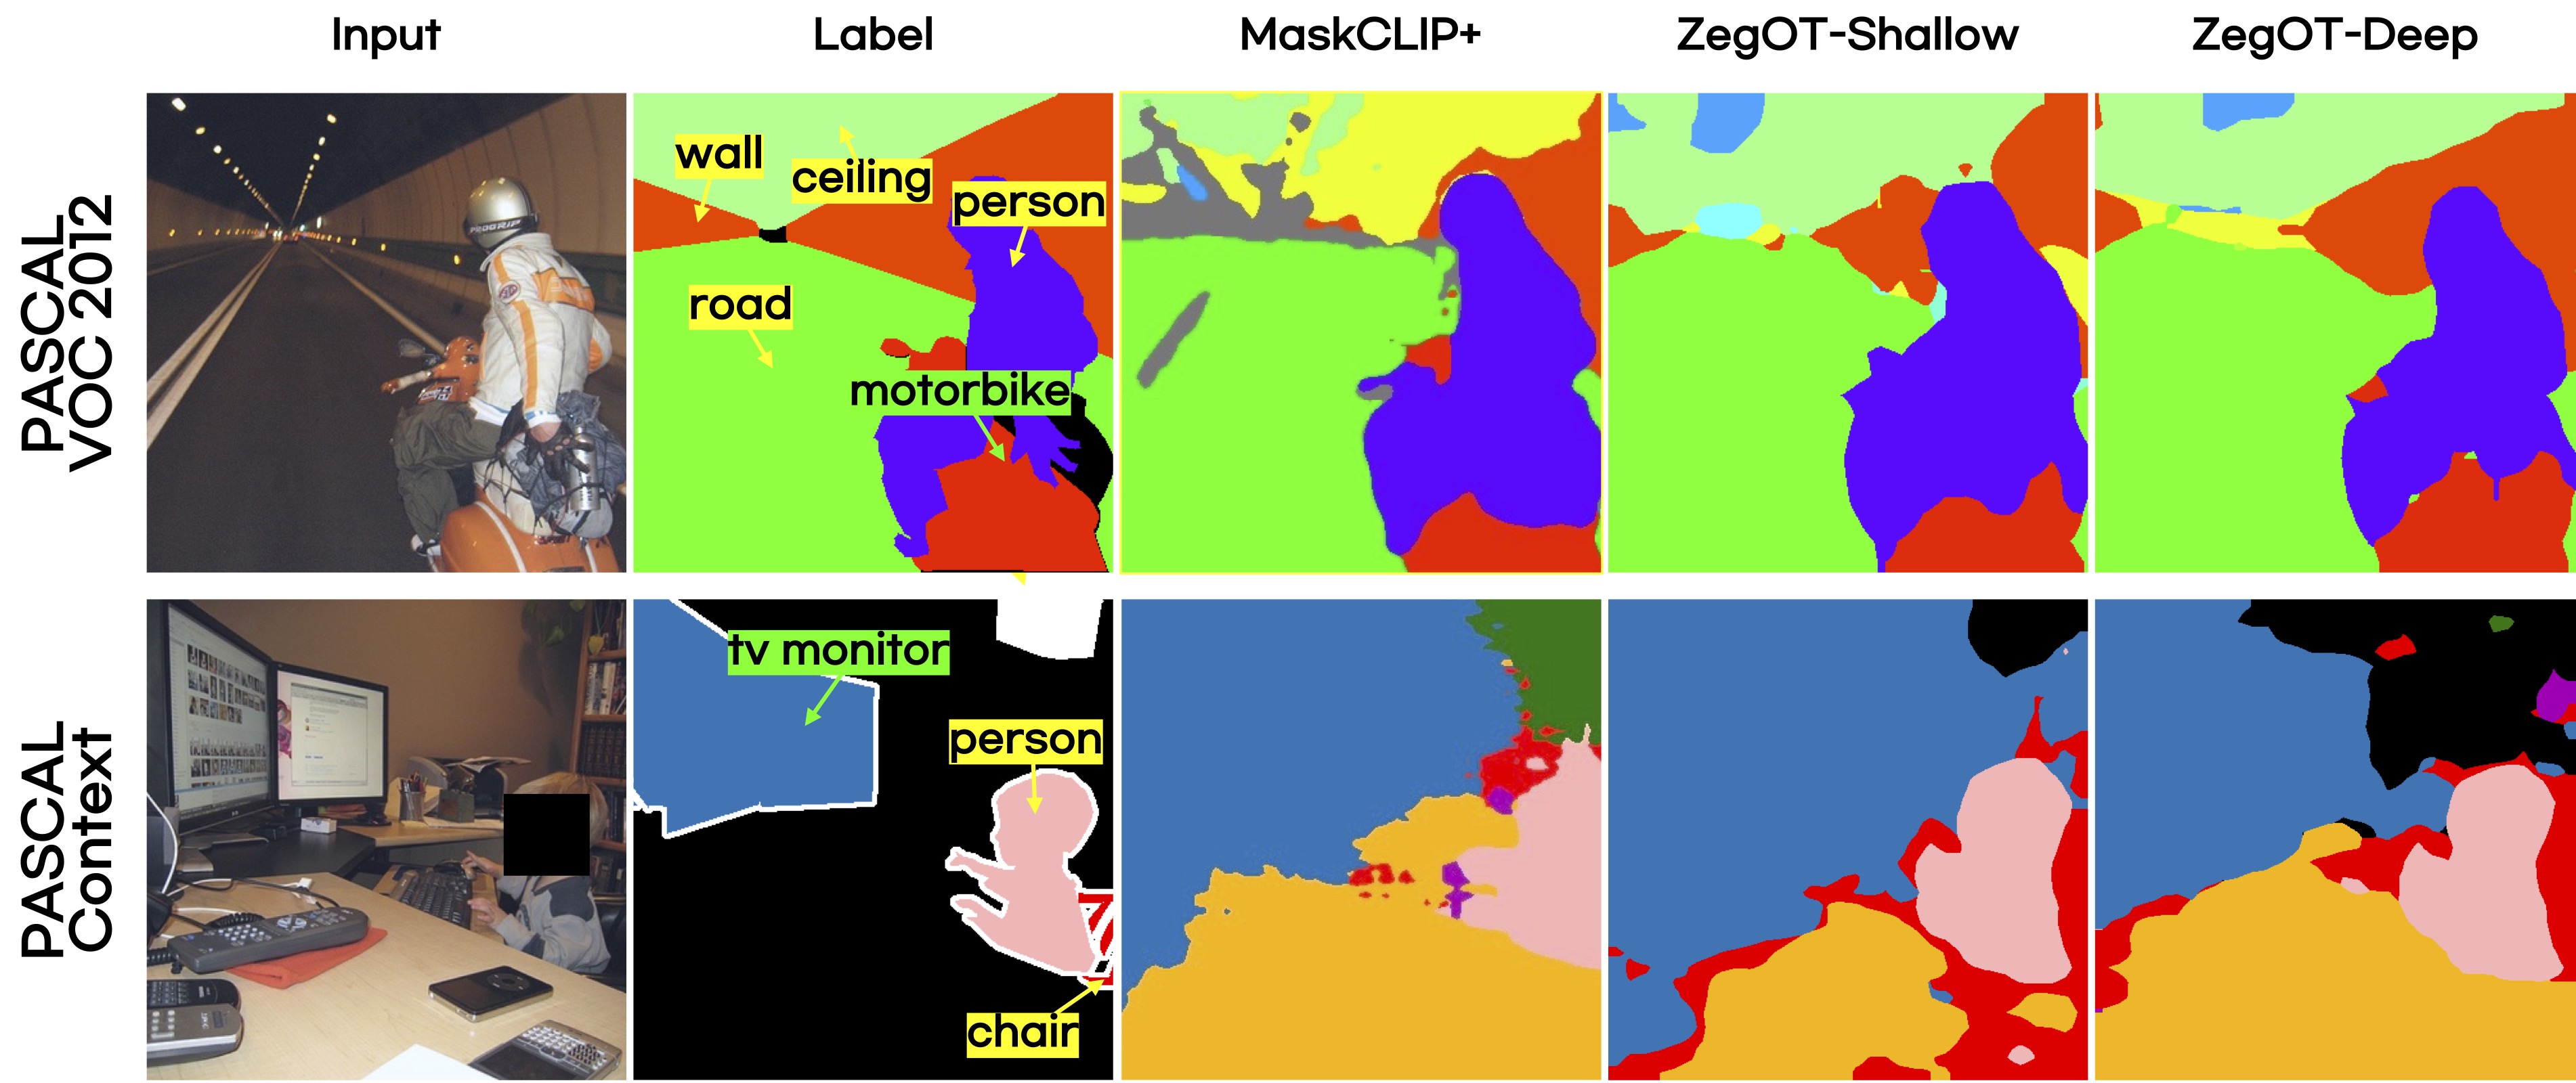 Input
Label
MaskCLIP+
ZegOT-Shallow
ZegOT-Deep
PASCAL
VOC 2012
PROGRIP
wall
ceiling
person
road
motorbike
PASCAL
Context
tv monitor
person
chair